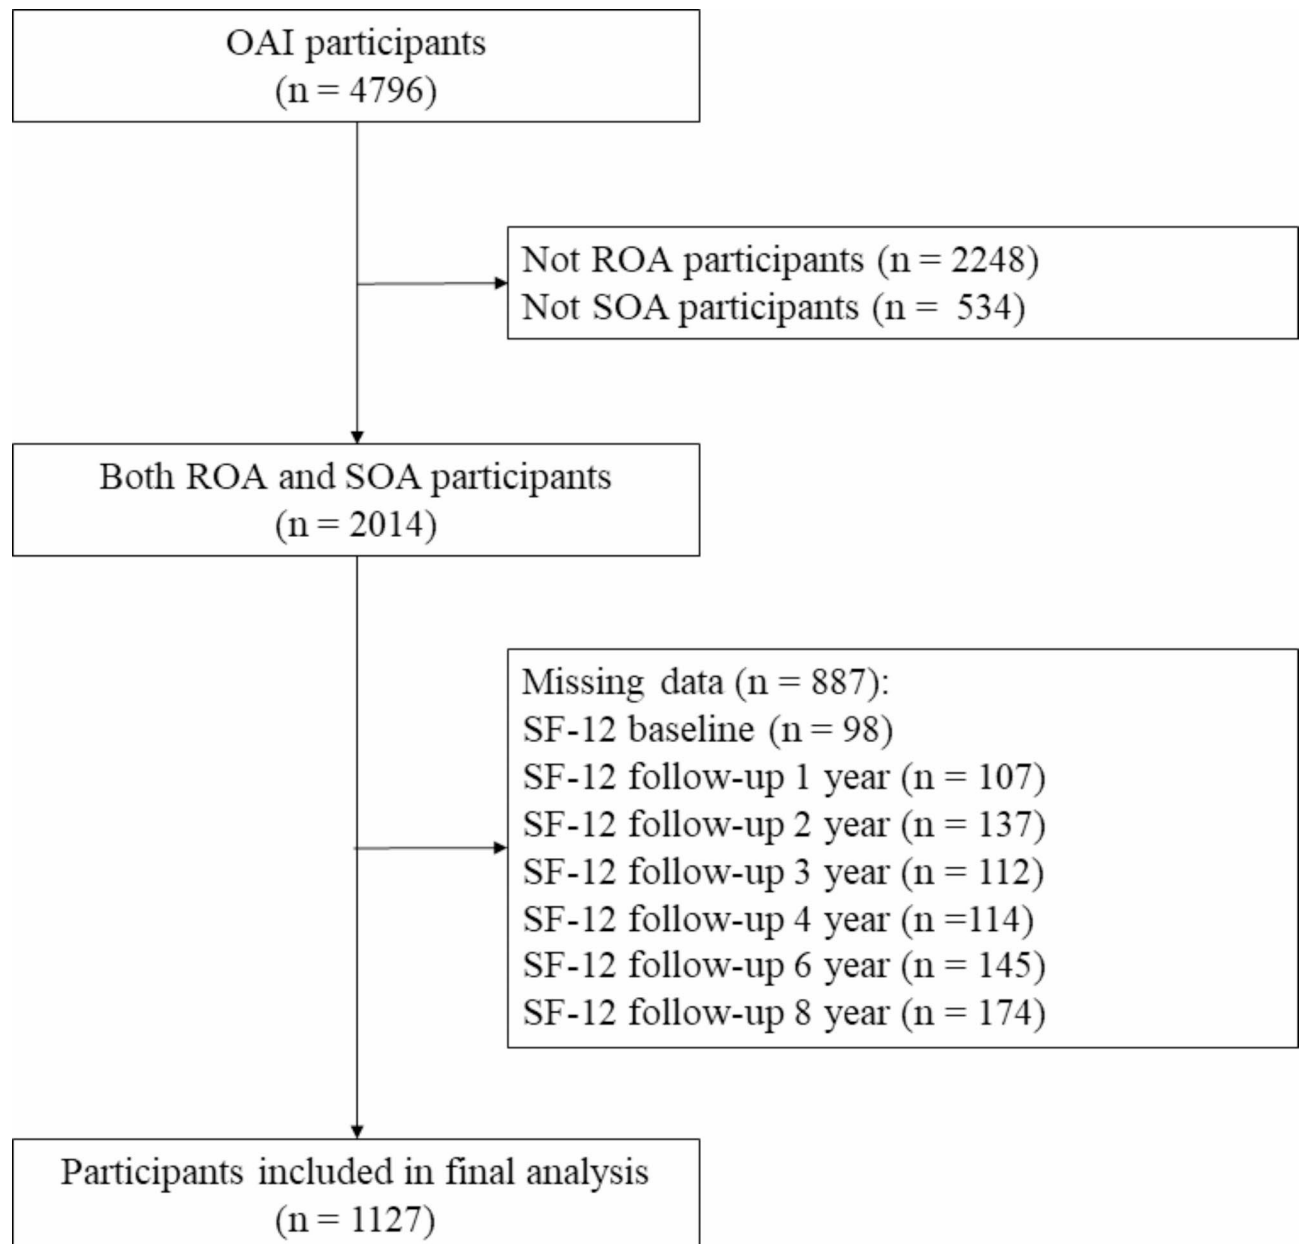 OAI participants
(n = 4796)
Not ROA participants (n = 2248)
Not SOA participants (n = 534)
Both ROA and SOA participants
(n = 2014)
Missing data (n = 887):
SF-12 baseline (n = 98)
SF-12 follow-up 1 year (n = 107)
SF-12 follow-up 2 year (n = 137)
SF-12 follow-up 3 year (n = 112)
SF-12 follow-up 4 year (n =114)
SF-12 follow-up 6 year (n = 145)
SF-12 follow-up 8 year (n = 174)
Participants included in final analysis
(n = 1127)